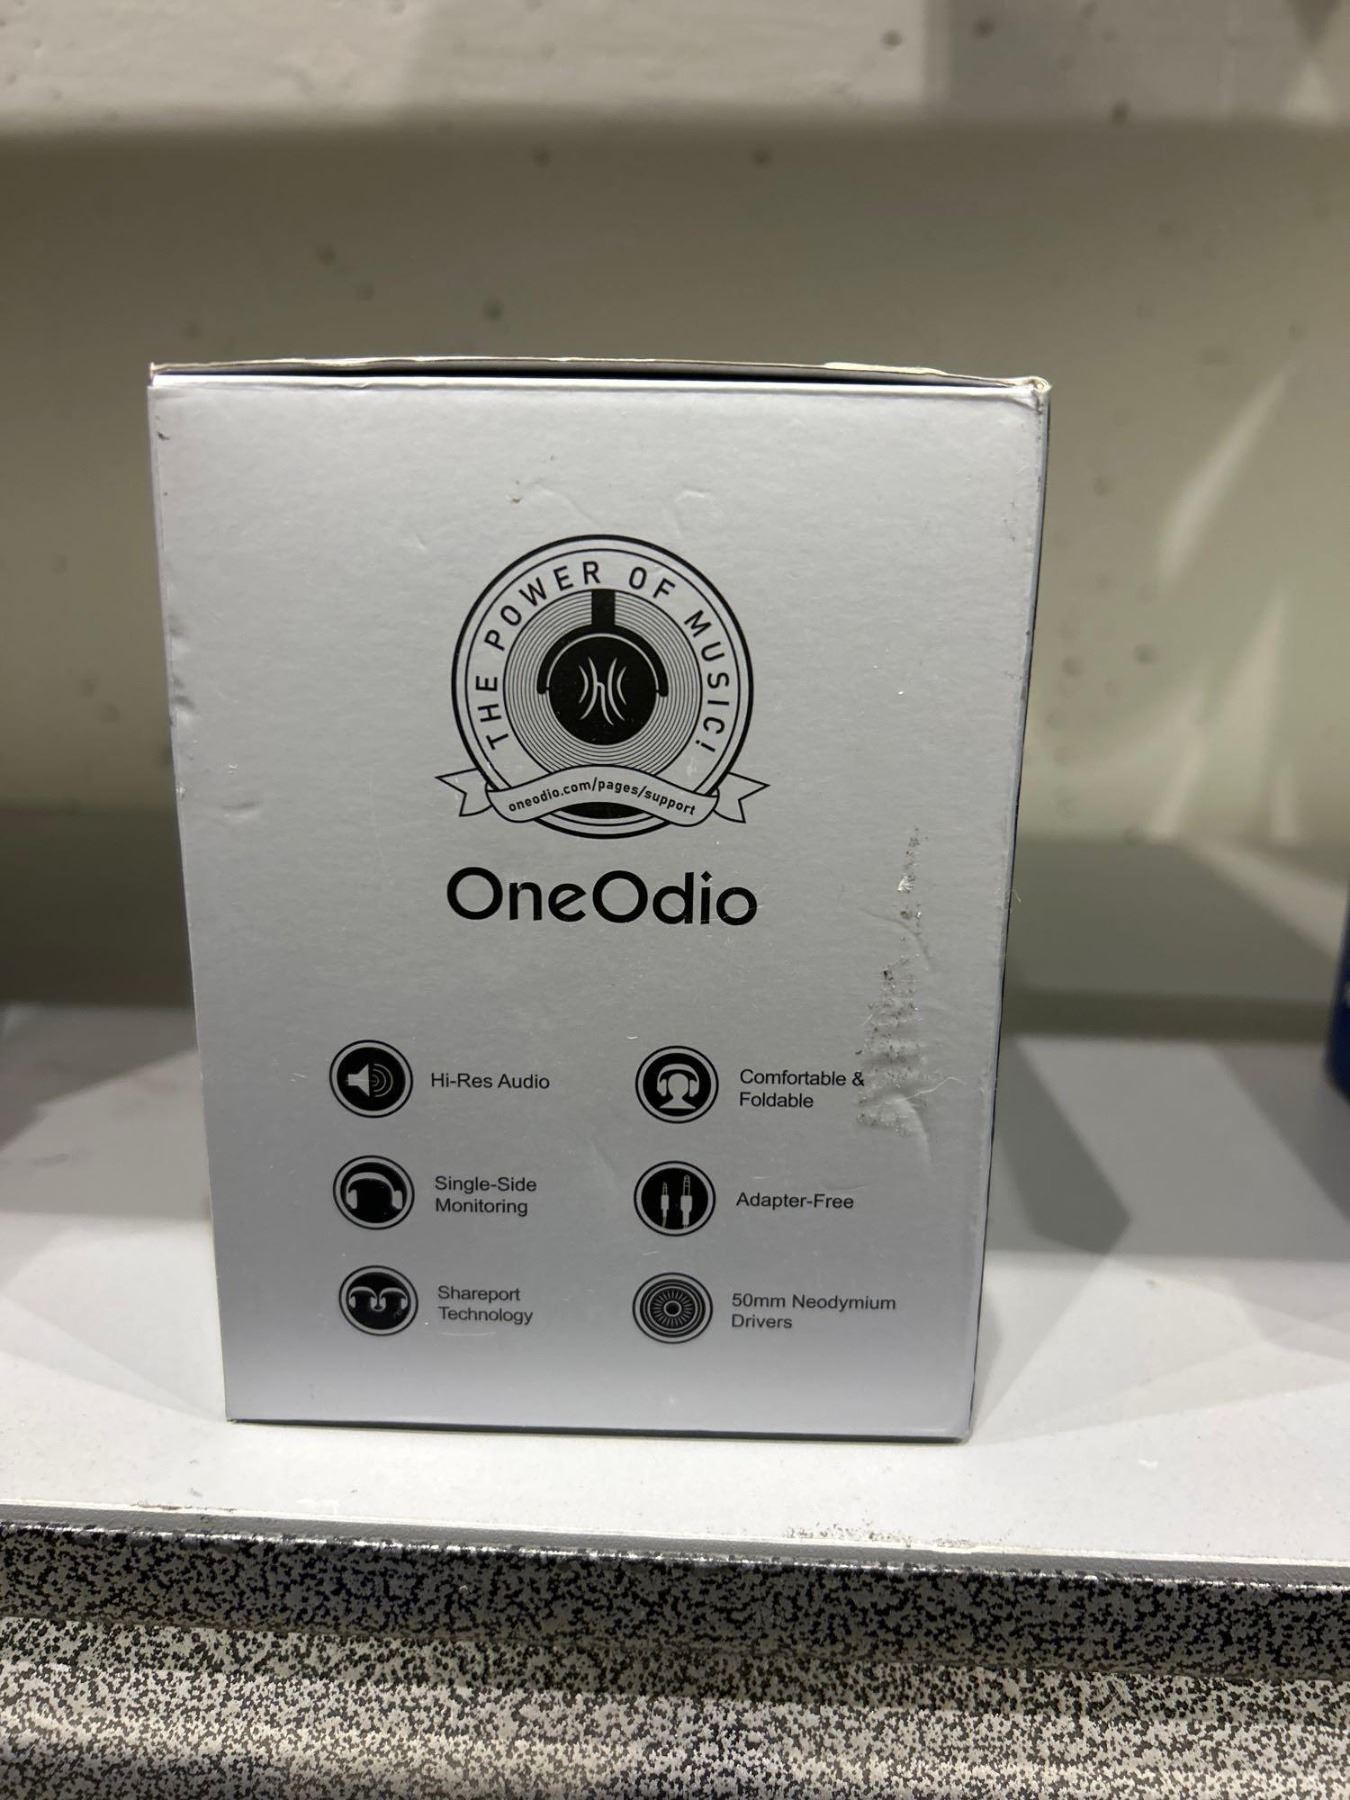 THE POWER OF MUSIC!
oneodio.com/pages/support
OneOdio
Hi-Res Audio
Comfortable &
Foldable
Single-Side
Monitoring
Adapter-Free
Shareport
Technology
50mm Neodymium
Drivers